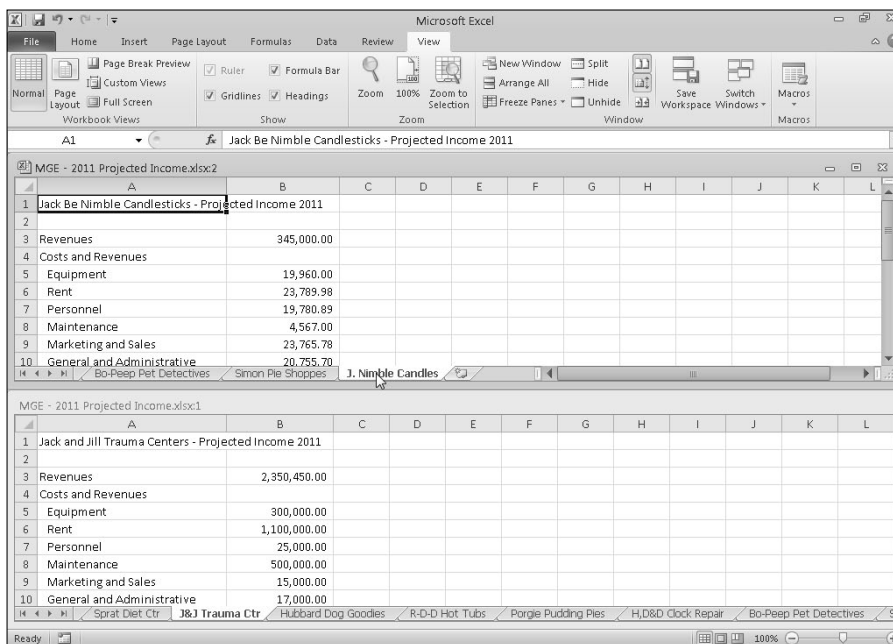 Microsoft Excel
File Home Insert Page Layout Formulas Data Review View
Normal
Page Layout
Page Break Preview
Custom Views
Full Screen
Workbook Views
Ruler
Formula Bar
Gridlines
Headings
Show
Zoom
100%
Zoom to Selection
Zoom
New Window
Arrange All
Freeze Panes
Split
Hide
Unhide
Save Workspace
Switch Windows
Window
Macros
Macros
A1 fx Jack Be Nimble Candlesticks - Projected Income 2011
MGE - 2011 Projected Income.xlsx:2
A B C D E F G H I J K L
1 Jack Be Nimble Candlesticks - Projected Income 2011
2
3 Revenues 345,000.00
4 Costs and Revenues
5 Equipment 19,960.00
6 Rent 23,789.98
7 Personnel 19,780.89
8 Maintenance 4,567.00
9 Marketing and Sales 23,765.78
10 General and Administrative 20,755.70
Bo-Peep Pet Detectives Simon Pie Shoppes J. Nimble Candles
MGE - 2011 Projected Income.xlsx:1
A B C D E F G H I J K L
1 Jack and Jill Trauma Centers - Projected Income 2011
2
3 Revenues 2,350,450.00
4 Costs and Revenues
5 Equipment 300,000.00
6 Rent 1,100,000.00
7 Personnel 25,000.00
8 Maintenance 500,000.00
9 Marketing and Sales 15,000.00
10 General and Administrative 17,000.00
Sprat Diet Ctr J&J Trauma Ctr Hubbard Dog Goodies R-D-D Hot Tubs Porgie Pudding Pies H,D&D Clock Repair Bo-Peep Pet Detectives
Ready 100%